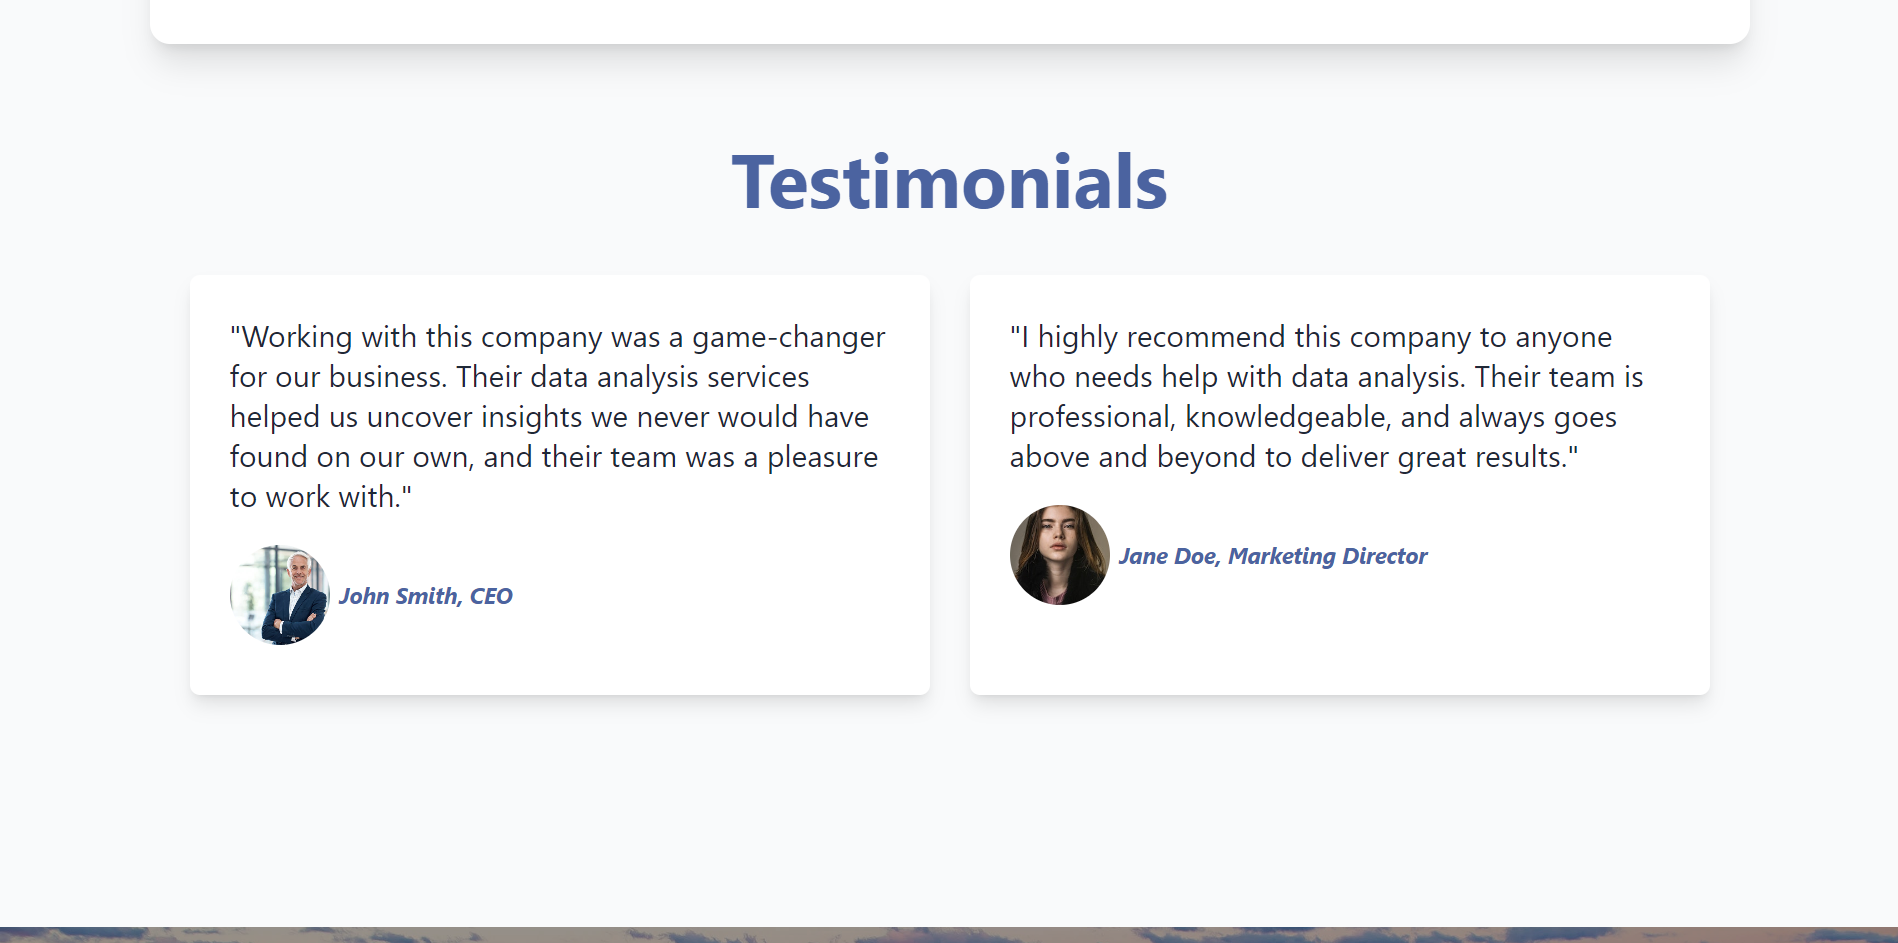 Testimonials
"Working with this company was a game-changer
for our business. Their data analysis services
helped us uncover insights we never would have
found on our own, and their team was a pleasure
to work with."
John Smith, CEO
"I highly recommend this company to anyone
who needs help with data analysis. Their team is
professional, knowledgeable, and always goes
above and beyond to deliver great results."
Jane Doe, Marketing Director